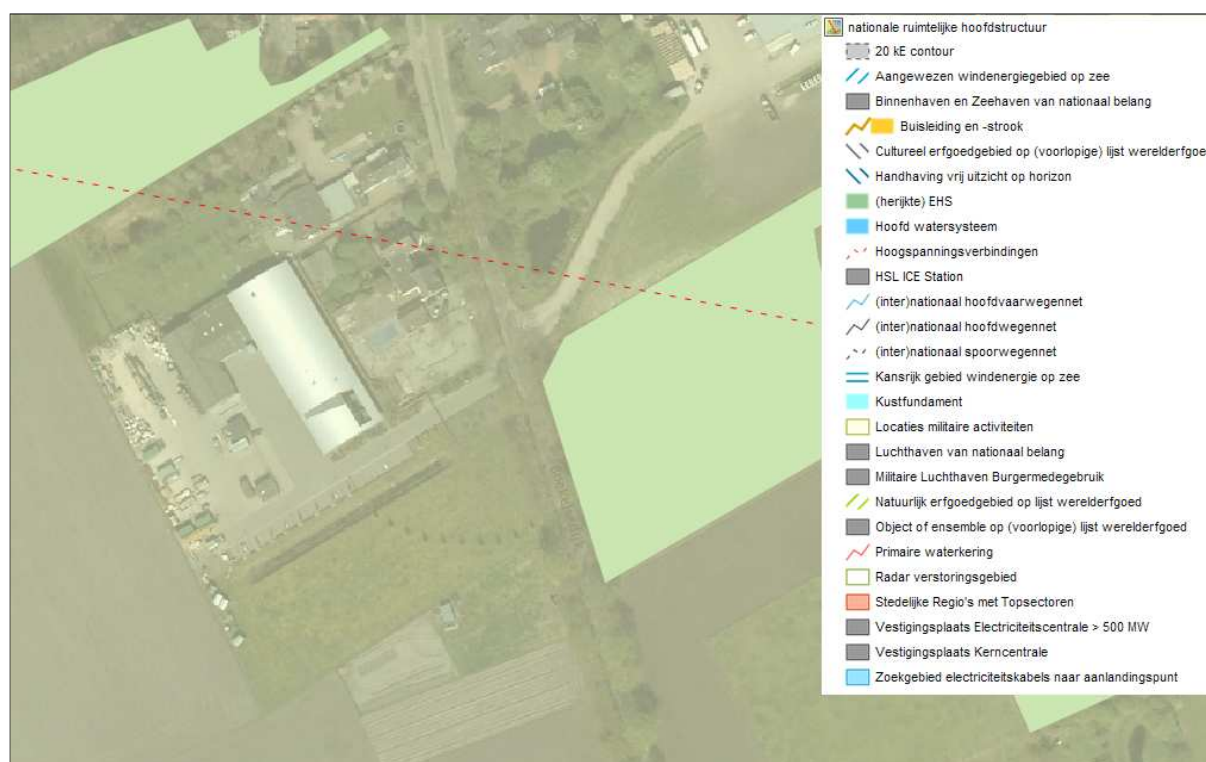 nationale ruimtelijke hoofdstructuur
20 kE contour
Aangewezen windenergiegebied op zee
Binnenhaven en Zeehaven van nationaal belang
Buisleiding en -strook
Cultureel erfgoedgebied op (voorlopige) lijst werelderfgoe
Handhaving vrij uitzicht op horizon
(herijkte) EHS
Hoofd watersysteem
Hoogspanningsverbindingen
HSL ICE Station
(inter)nationaal hoofdvaarwegennet
(inter)nationaal hoofdwegennet
(inter)nationaal spoorwegennet
Kansrijk gebied windenergie op zee
Kustfundament
Locaties militaire activiteiten
Luchthaven van nationaal belang
Militaire Luchthaven Burgermedegebruik
Natuurlijk erfgoedgebied op lijst werelderfgoed
Object of ensemble op (voorlopige) lijst werelderfgoed
Primaire waterkering
Radar verstoringsgebied
Stedelijke Regio's met Topsectoren
Vestigingsplaats Electriciteitscentrale > 500 MW
Vestigingsplaats Kerncentrale
Zoekgebied electriciteitskabels naar aanlandingspunt